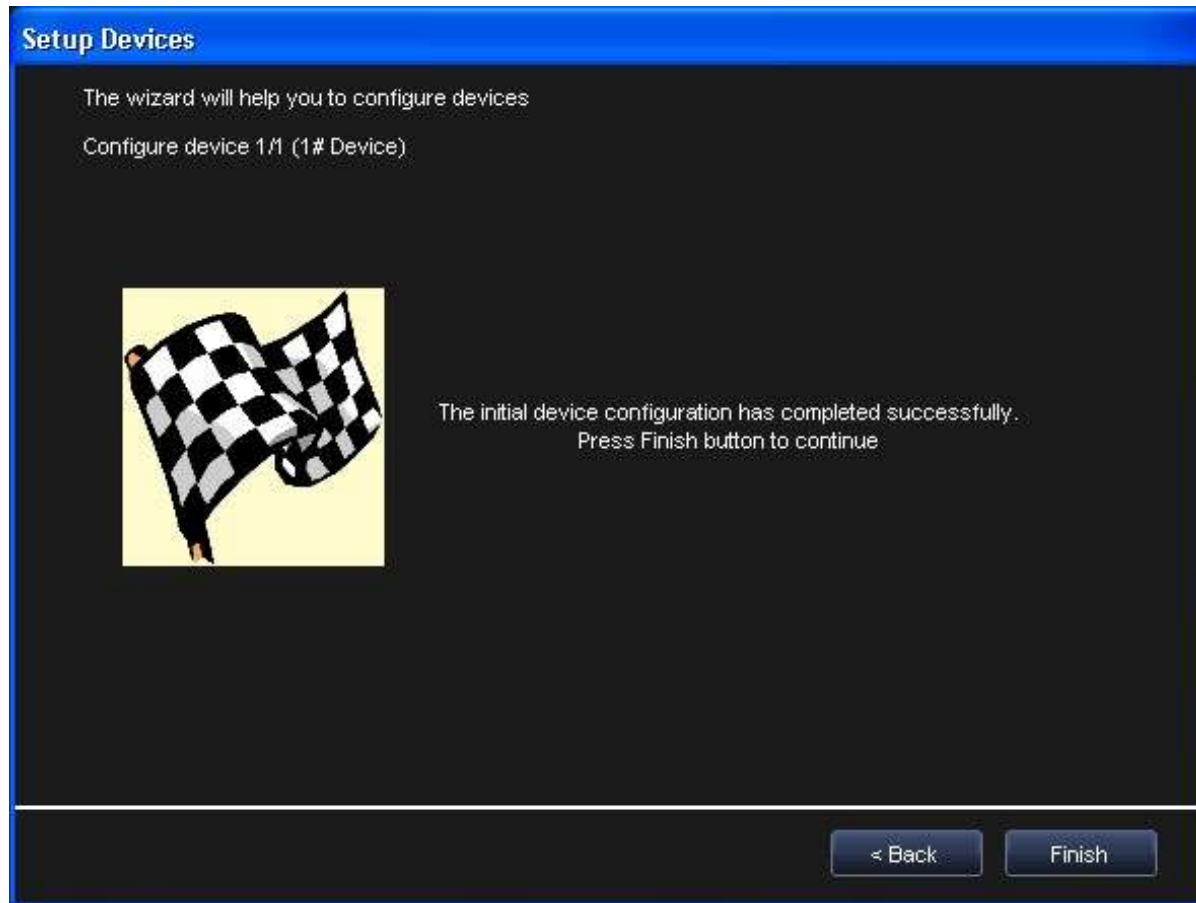 Setup Devices
The wizard will help you to configure devices
Configure device 1/1 (1# Device)
The initial device configuration has completed successfully.
Press Finish button to continue
< Back
Finish